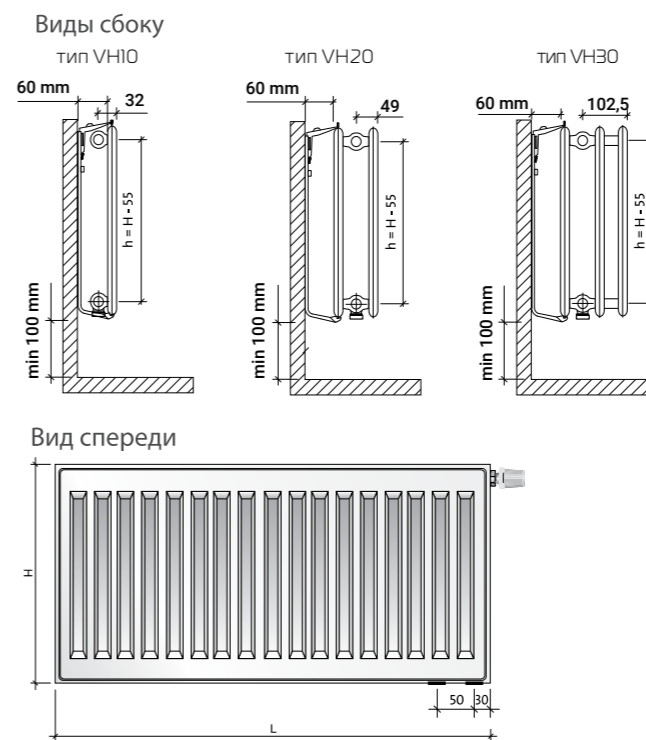 Виды сбоку
тип VH10
60 mm
32
h = H - 55
min 100 mm
тип VH20
60 mm
49
h = H - 55
min 100 mm
тип VH30
60 mm
102,5
h = H - 55
min 100 mm
Вид спереди
H
50
30
L